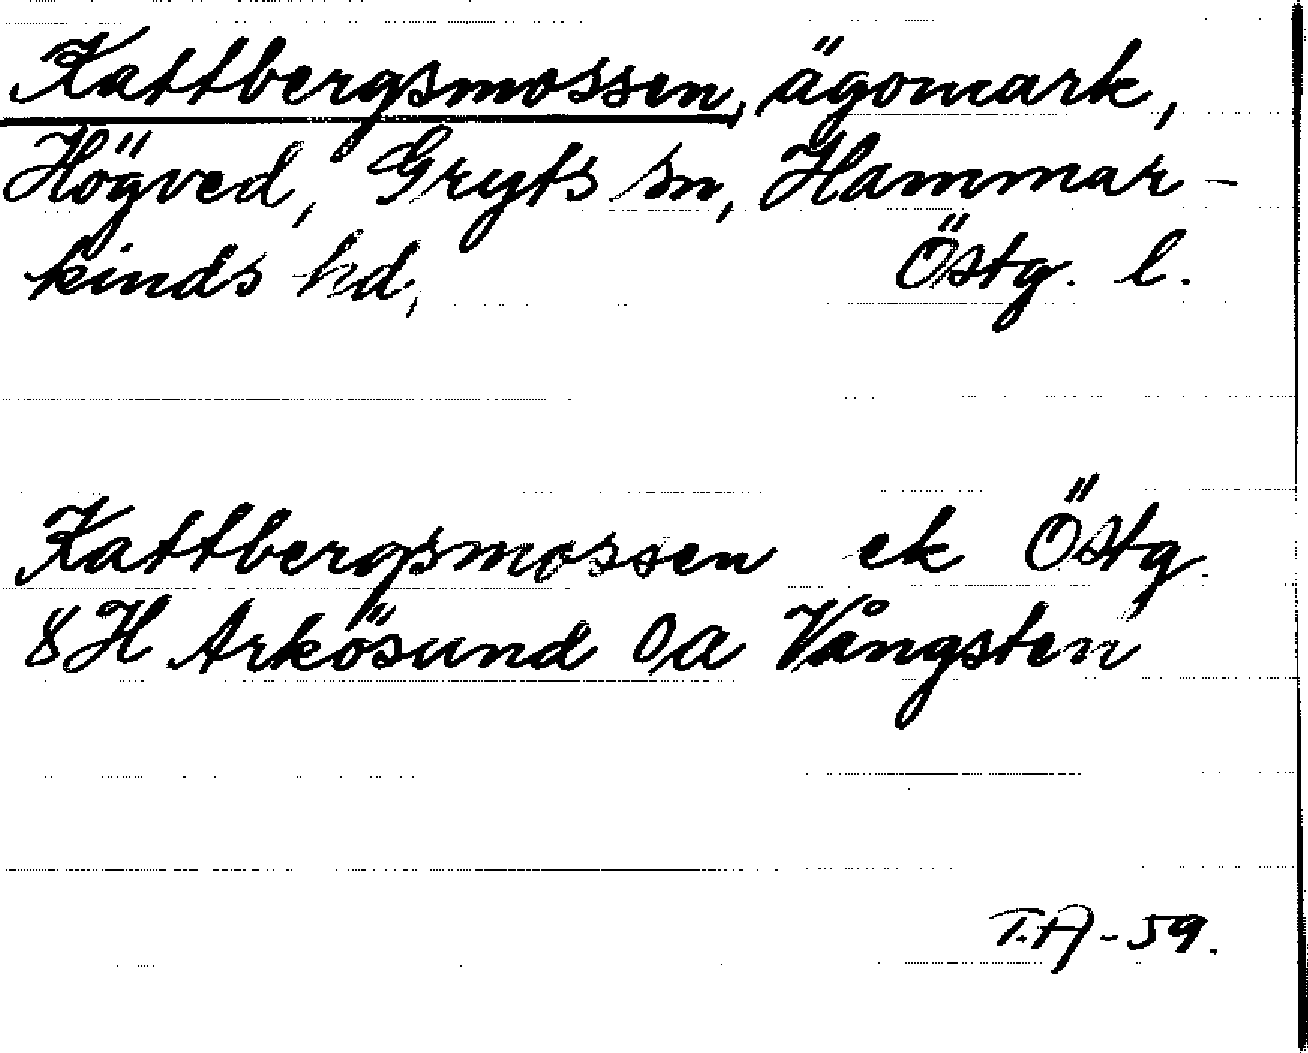 Kattbergsmossen, ägomark,
Högved, Gryts sn, Hammar-
kinds hd, Östg. l.
Kattbergsmossen ek Östg.
8H Arkösund 0a Vångsten
T.A-59.